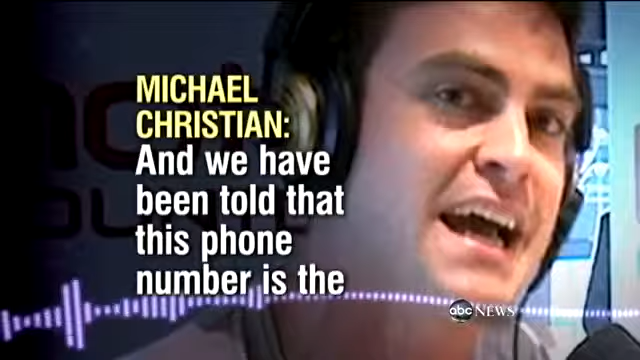 MICHAEL
CHRISTIAN:
And we have
been told that
this phone
number is the
abc NEWS